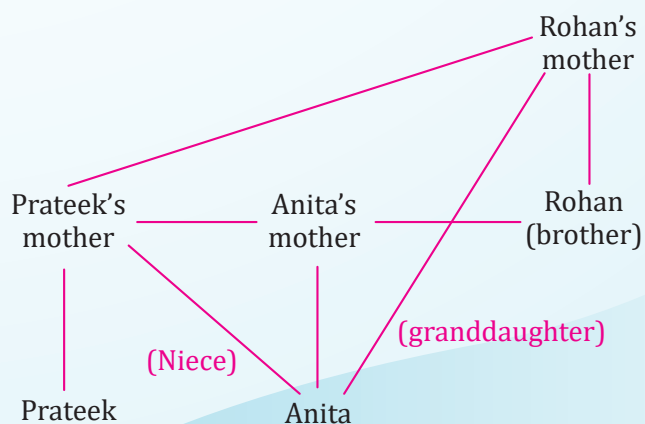 Rohan’s
mother
Prateek’s
mother
Anita’s
mother
Rohan
(brother)
(Niece)
(granddaughter)
Prateek
Anita